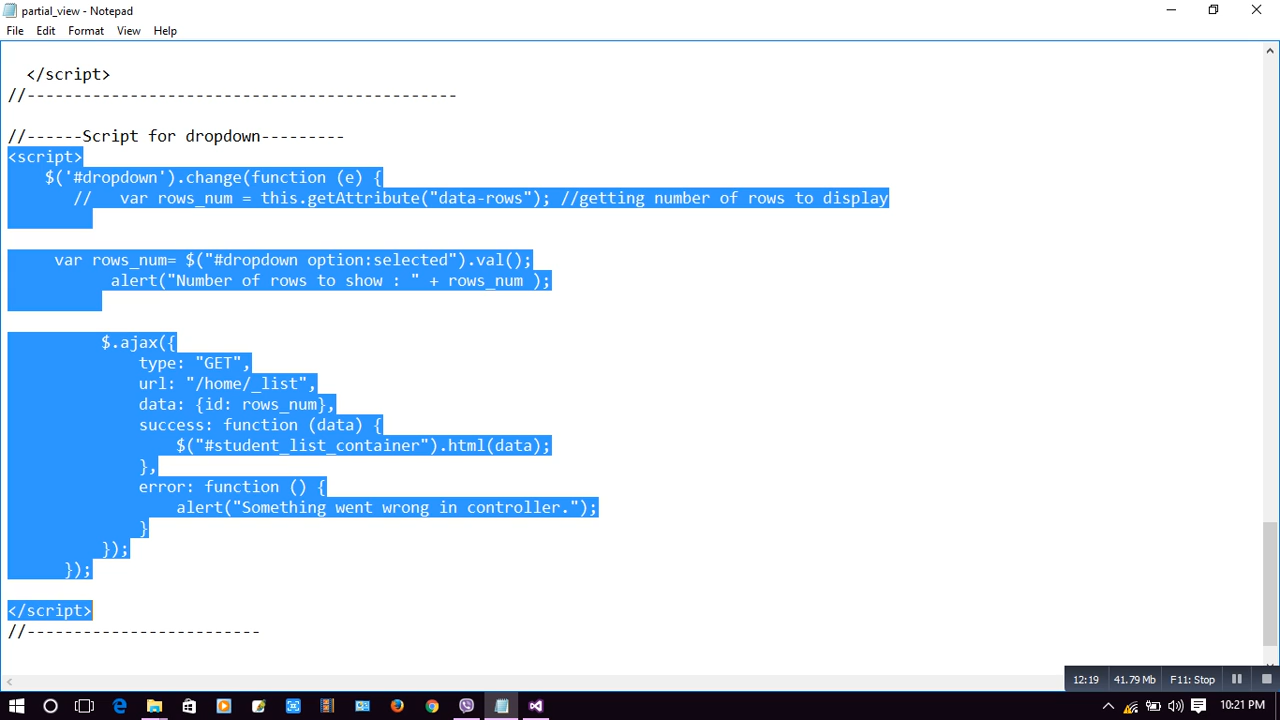 partial_view - Notepad
File Edit Format View Help
</script>
//----------------------------------------------
//------Script for dropdown---------
<script>
$('#dropdown').change(function (e) {
// var rows_num = this.getAttribute("data-rows"); //getting number of rows to display
var rows_num= $("#dropdown option:selected").val();
alert("Number of rows to show : " + rows_num );
$.ajax({
type: "GET",
url: "/home/_list",
data: {id: rows_num},
success: function (data) {
$("#student_list_container").html(data);
},
error: function () {
alert("Something went wrong in controller.");
}
});
});
</script>
//-------------------------
12:19 41.79 Mb F11: Stop
10:21 PM